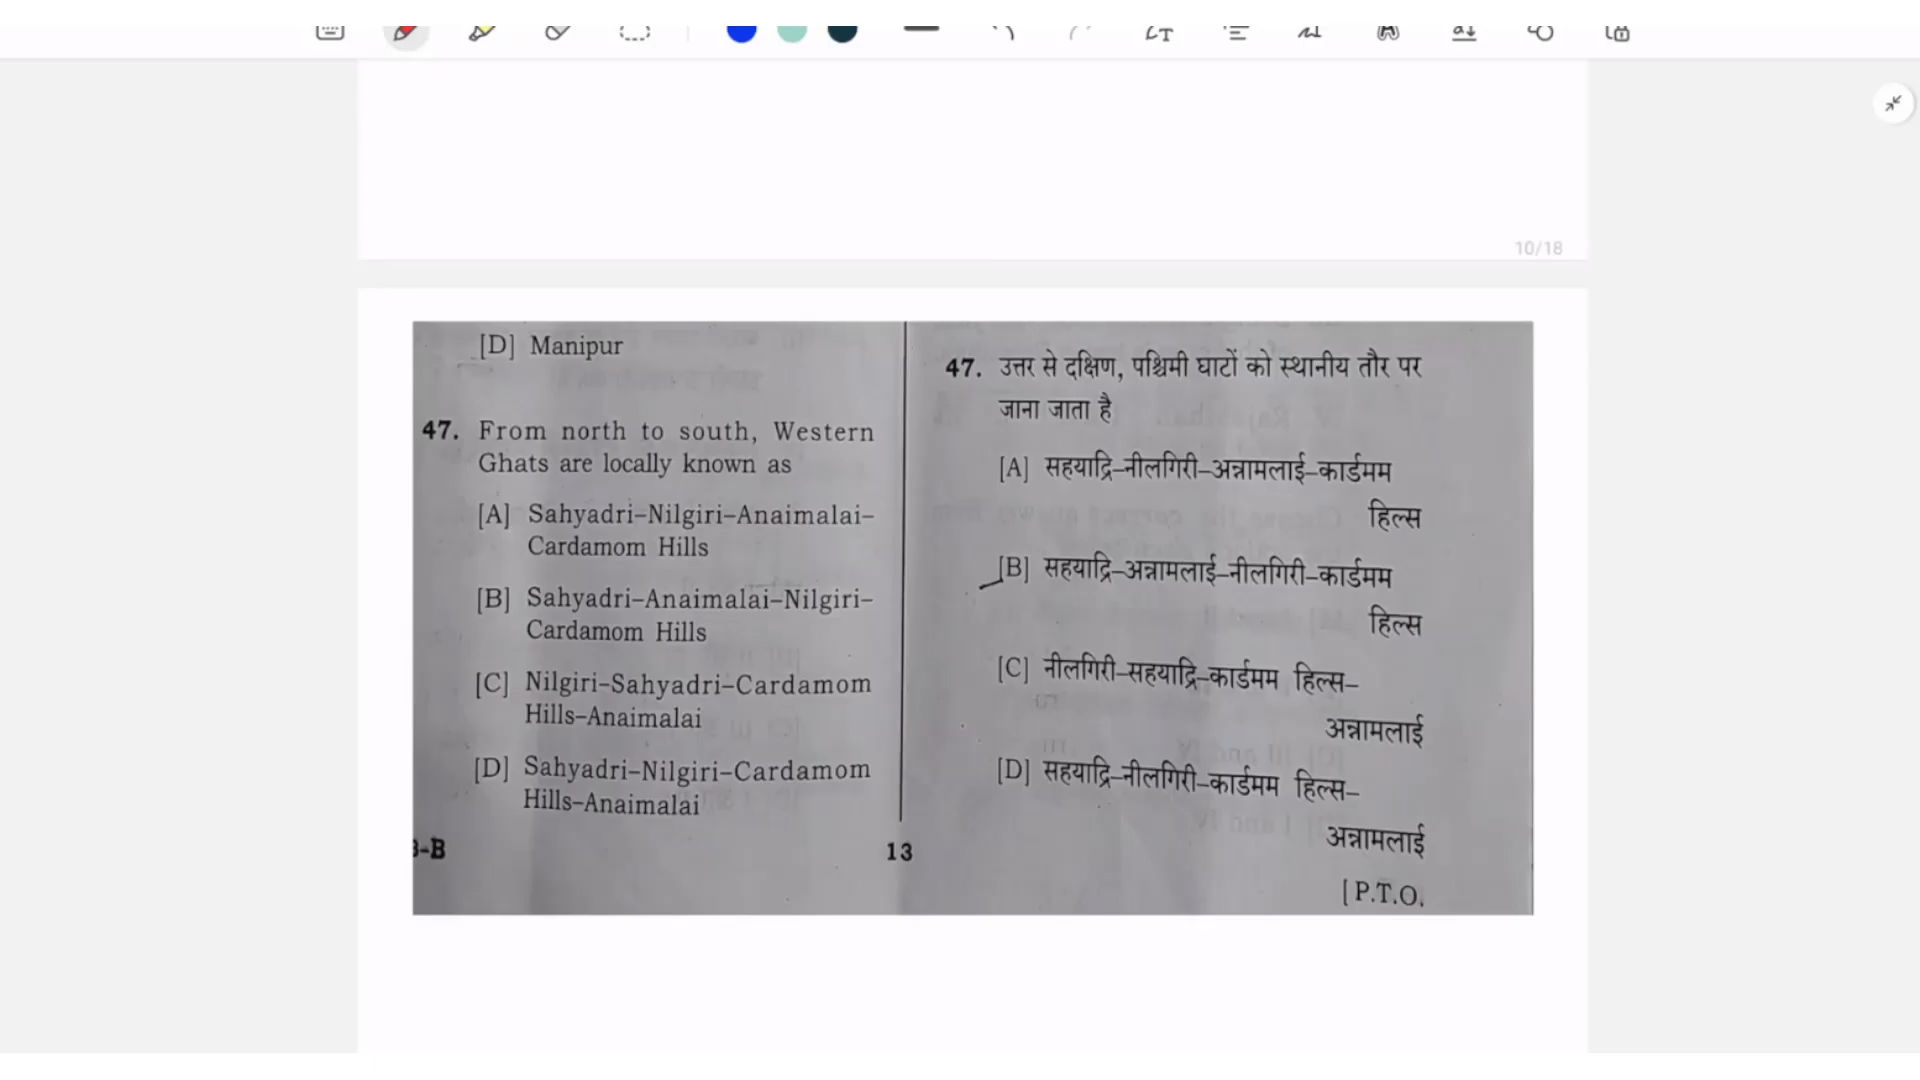 10/18
[D] Manipur
47. From north to south, Western
Ghats are locally known as
[A] Sahyadri–Nilgiri–Anaimalai–
Cardamom Hills
[B] Sahyadri–Anaimalai–Nilgiri–
Cardamom Hills
[C] Nilgiri–Sahyadri–Cardamom
Hills–Anaimalai
[D] Sahyadri–Nilgiri–Cardamom
Hills–Anaimalai
47. उत्तर से दक्षिण, पश्चिमी घाटों को स्थानीय तौर पर
जाना जाता है
[A] सहयाद्रि–नीलगिरी–अन्नामलाई–कार्डमम
हिल्स
[B] सहयाद्रि–अन्नामलाई–नीलगिरी–कार्डमम
हिल्स
[C] नीलगिरी–सहयाद्रि–कार्डमम हिल्स–
अन्नामलाई
[D] सहयाद्रि–नीलगिरी–कार्डमम हिल्स–
अन्नामलाई
-B
13
[ P.T.O.